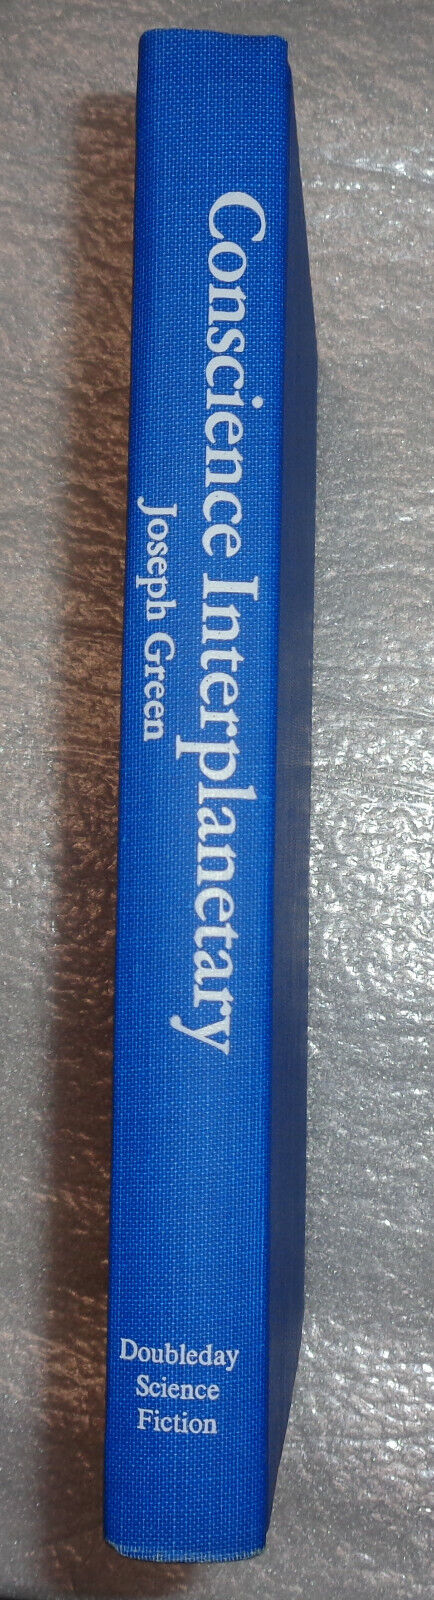 Conscience Interplanetary
Joseph Green
Doubleday
Science
Fiction